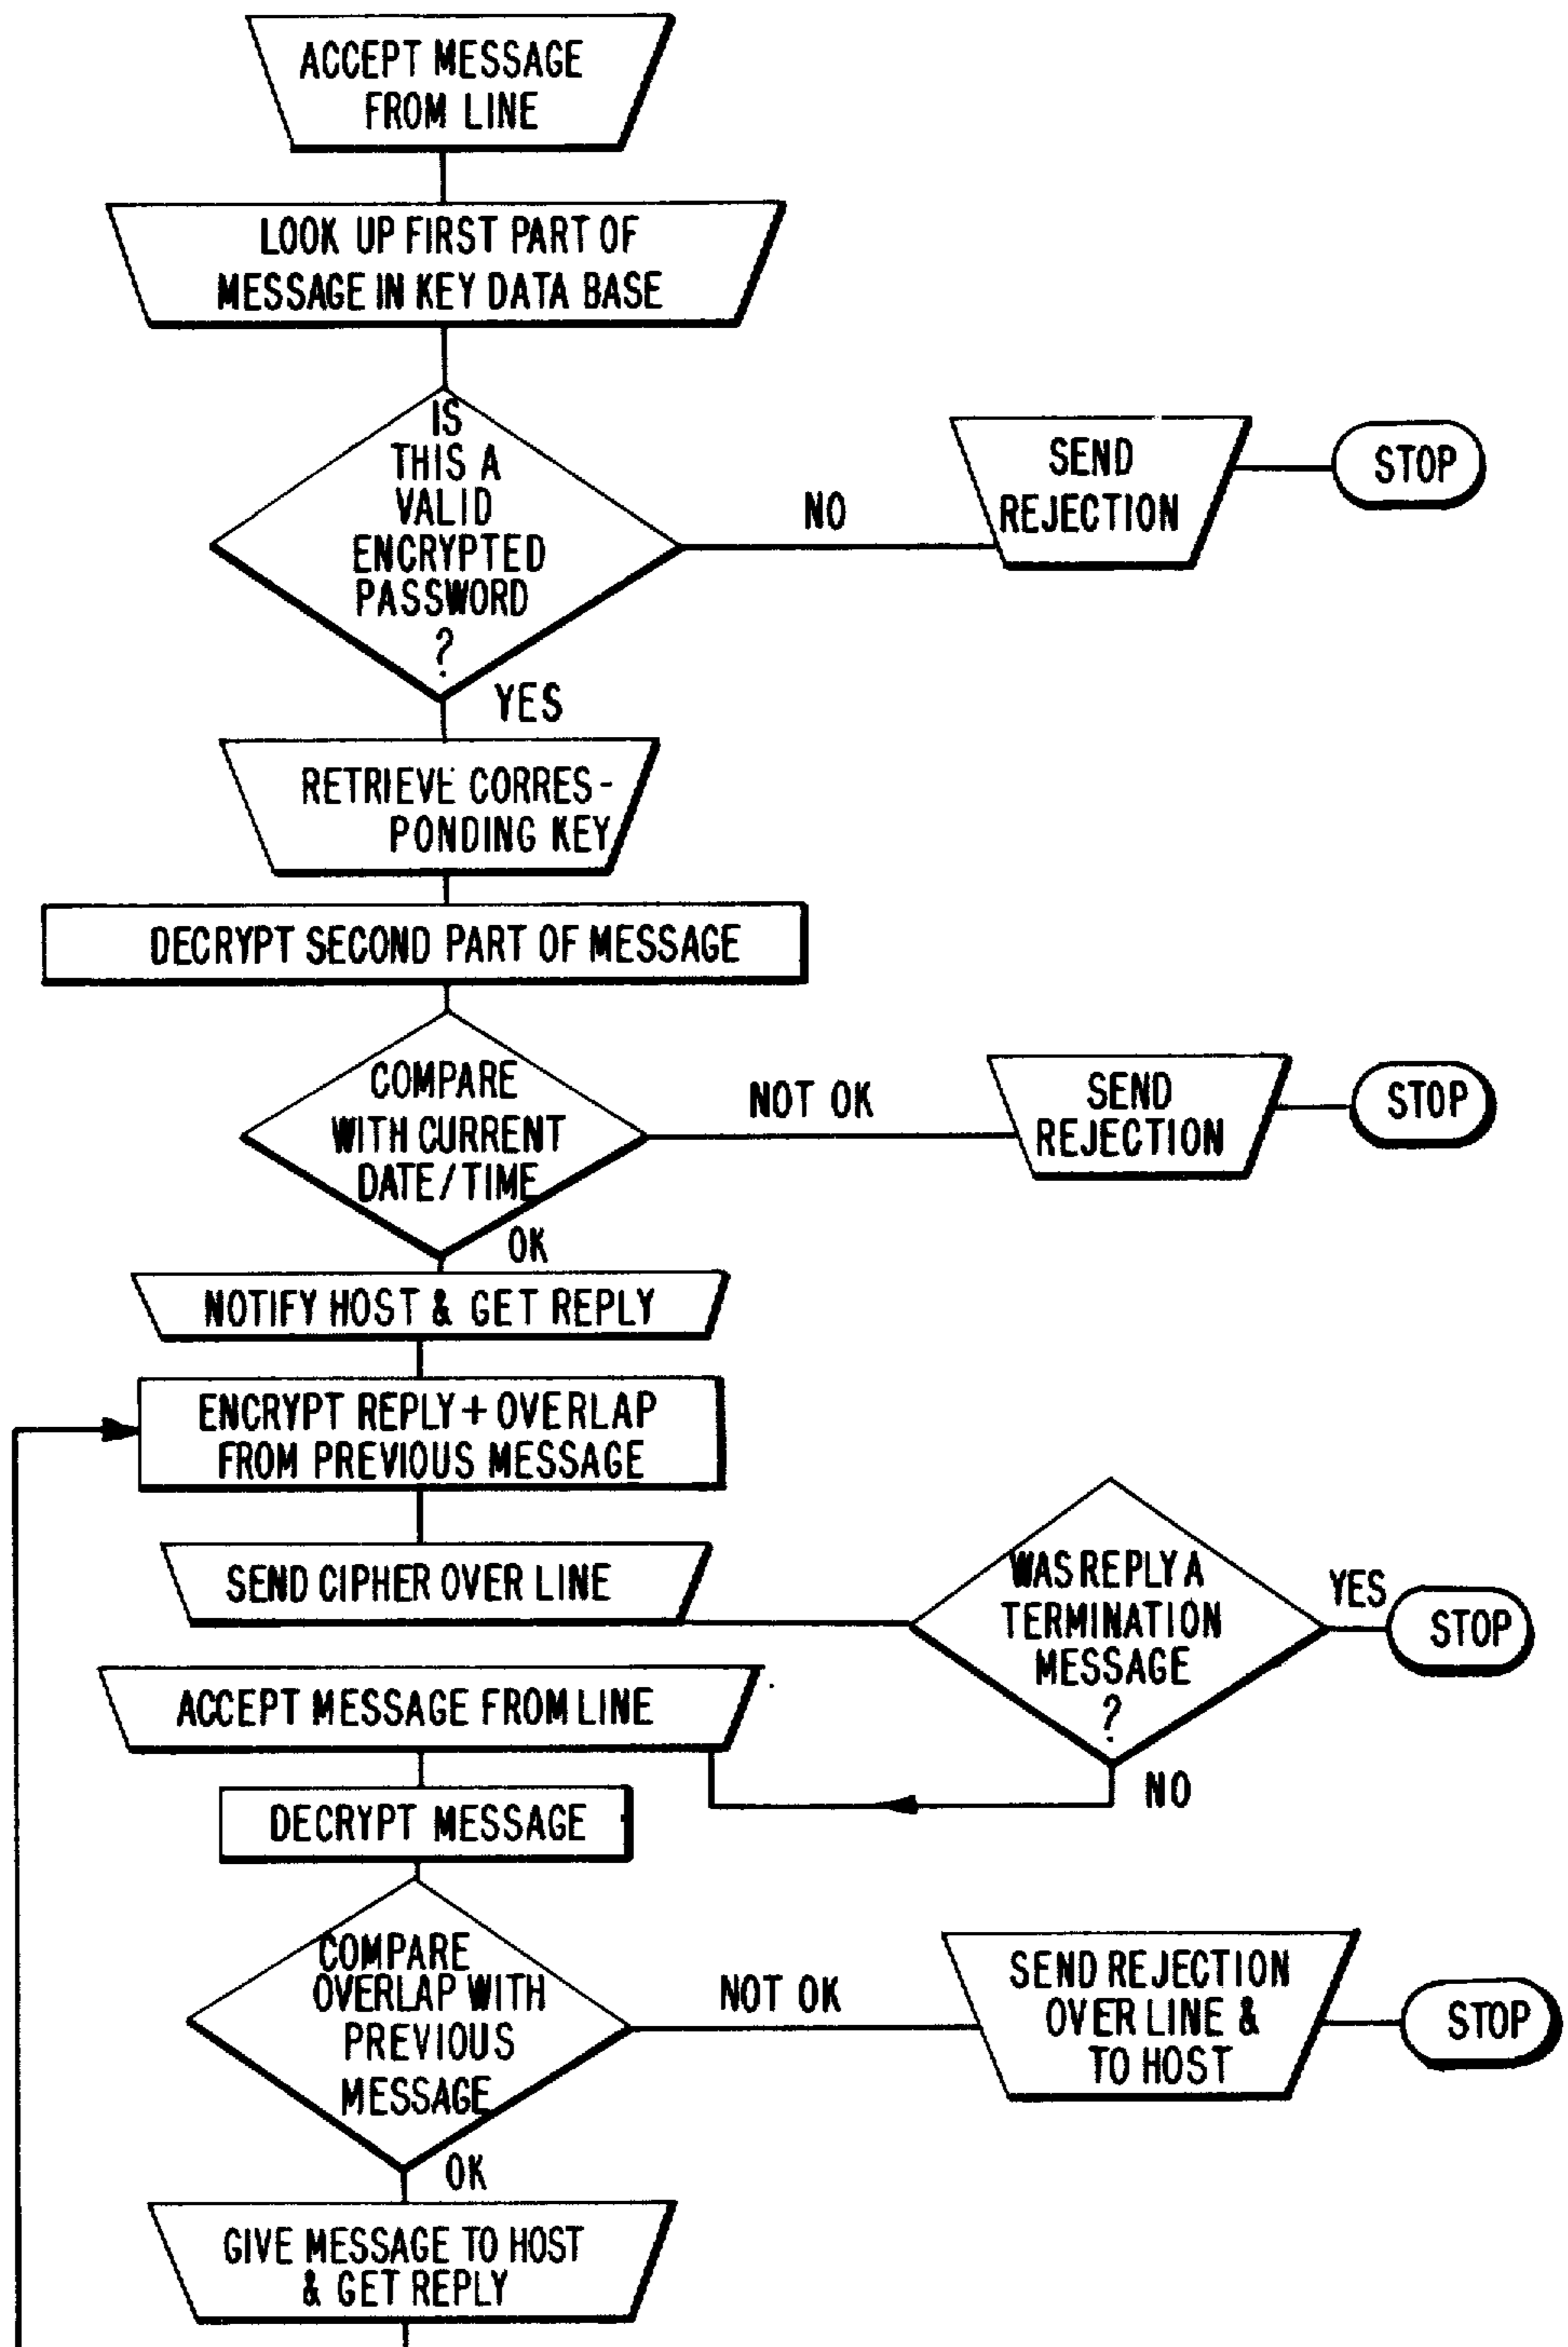 ACCEPT MESSAGE
FROM LINE
LOOK UP FIRST PART OF
MESSAGE IN KEY DATA BASE
IS
THIS A
VALID
ENCRYPTED
PASSWORD
?
NO
SEND
REJECTION
STOP
YES
RETRIEVE CORRES-
PONDING KEY
DECRYPT SECOND PART OF MESSAGE
COMPARE
WITH CURRENT
DATE/TIME
NOT OK
SEND
REJECTION
STOP
OK
NOTIFY HOST & GET REPLY
ENCRYPT REPLY + OVERLAP
FROM PREVIOUS MESSAGE
SEND CIPHER OVER LINE
WAS REPLY A
TERMINATION
MESSAGE
?
YES
STOP
NO
ACCEPT MESSAGE FROM LINE
DECRYPT MESSAGE
COMPARE
OVERLAP WITH
PREVIOUS
MESSAGE
NOT OK
SEND REJECTION
OVER LINE &
TO HOST
STOP
OK
GIVE MESSAGE TO HOST
& GET REPLY